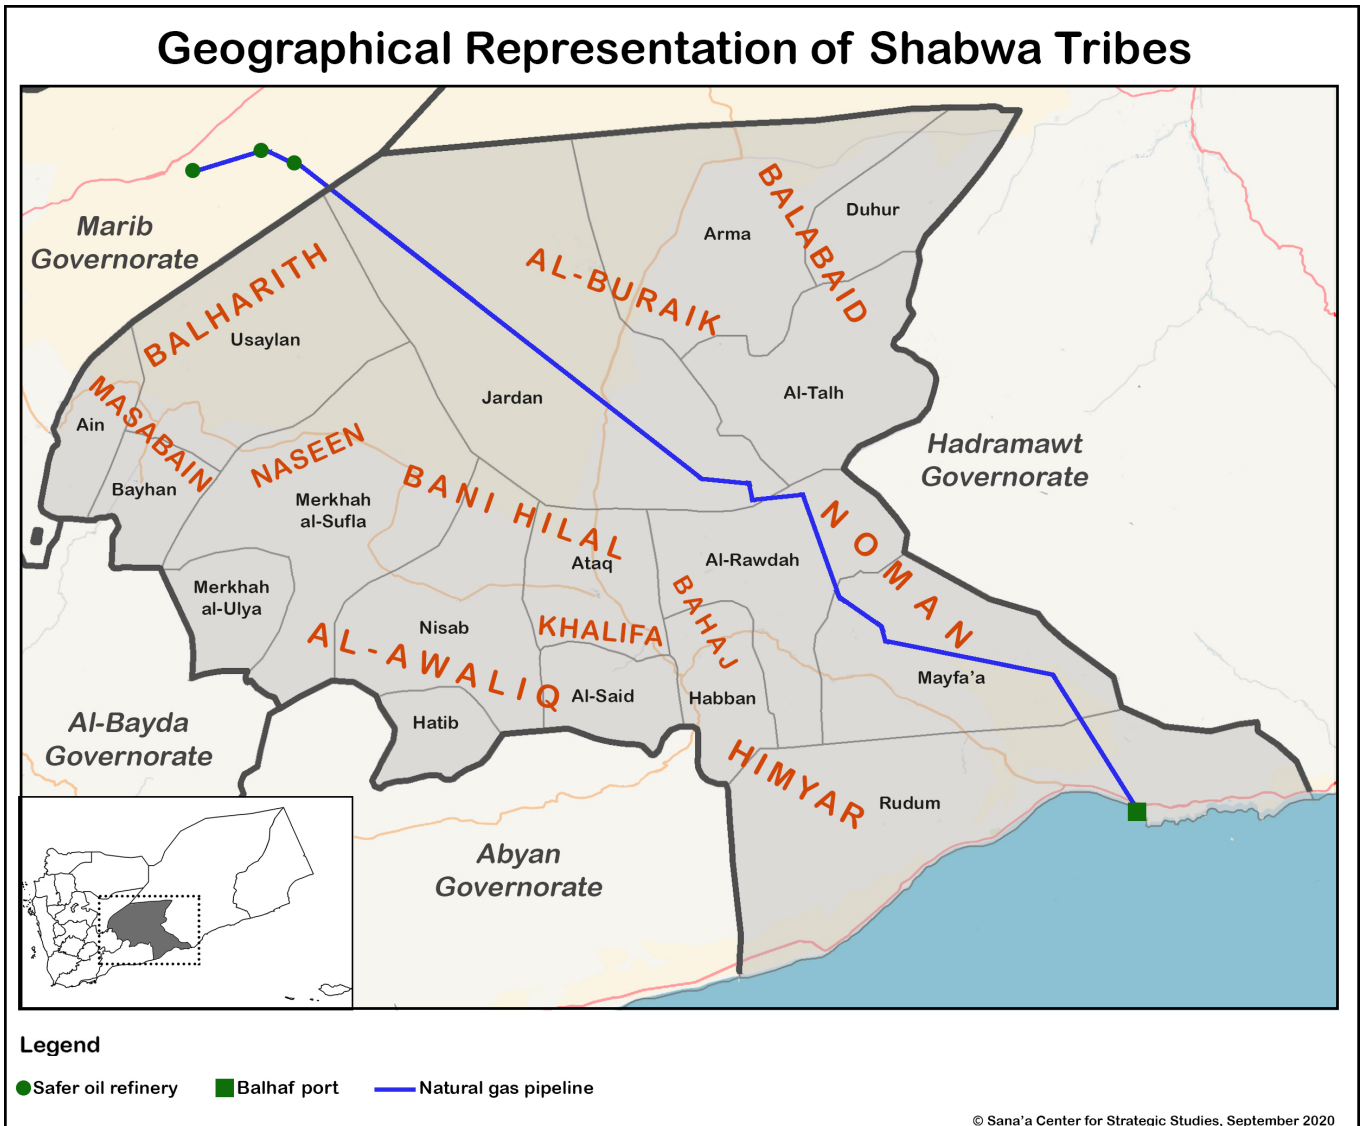 Geographical Representation of Shabwa Tribes
Marib
Governorate
BALHARITH
Usaylan
AL-BURAIK
Arma
BALABAID
Duhur
MASABAIN
Ain
Bayhan
NASEEN
Merkhah
al-Sufla
Jardan
Al-Talh
Hadramawt
Governorate
BANI HILAL
Ataq
Al-Rawdah
NOMAN
Merkhah
al-Ulya
Nisab
KHALIFA
BAHAJ
AL-AWALIQ
Al-Said
Habban
Mayfa’a
Hatib
Al-Bayda
Governorate
HIMYAR
Rudum
Abyan
Governorate
Legend
Safer oil refinery
Balhaf port
Natural gas pipeline
© Sana’a Center for Strategic Studies, September 2020